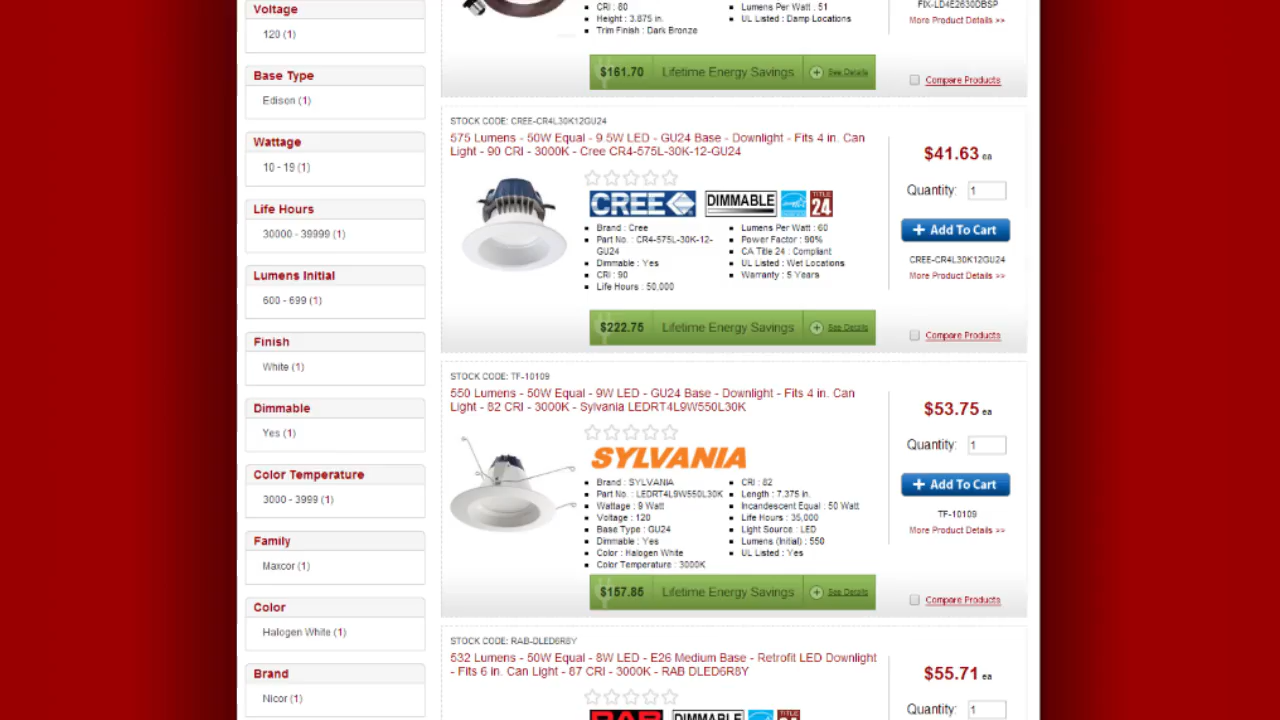 Voltage
120 (1)
Base Type
Edison (1)
Wattage
10 - 19 (1)
Life Hours
30000 - 39999 (1)
Lumens Initial
600 - 699 (1)
Finish
White (1)
Dimmable
Yes (1)
Color Temperature
3000 - 3999 (1)
Family
Maxcor (1)
Color
Halogen White (1)
Brand
Nicor (1)
CRI : 80
Height : 3.875 in.
Trim Finish : Dark Bronze
Lumens Per Watt : 51
UL Listed : Damp Locations
FIX-LD4E2630DBSP
More Product Details >>
$161.70 Lifetime Energy Savings + See Details
Compare Products
STOCK CODE: CREE-CR4L30K12GU24
575 Lumens - 50W Equal - 9.5W LED - GU24 Base - Downlight - Fits 4 in. Can
Light - 90 CRI - 3000K - Cree CR4-575L-30K-12-GU24
CREE DIMMABLE TITLE 24
Brand : Cree
Part No. : CR4-575L-30K-12-
GU24
Dimmable : Yes
CRI : 90
Life Hours : 50,000
Lumens Per Watt : 60
Power Factor : 90%
CA Title 24 : Compliant
UL Listed : Wet Locations
Warranty : 5 Years
$41.63 ea
Quantity: 1
+ Add To Cart
CREE-CR4L30K12GU24
More Product Details >>
$222.75 Lifetime Energy Savings + See Details
Compare Products
STOCK CODE: TF-10109
550 Lumens - 50W Equal - 9W LED - GU24 Base - Downlight - Fits 4 in. Can
Light - 82 CRI - 3000K - Sylvania LEDRT4L9W550L30K
SYLVANIA
Brand : SYLVANIA
Part No. : LEDRT4L9W550L30K
Wattage : 9 Watt
Voltage : 120
Base Type : GU24
Dimmable : Yes
Color : Halogen White
Color Temperature : 3000K
CRI : 82
Length : 7.375 in.
Incandescent Equal : 50 Watt
Life Hours : 35,000
Light Source : LED
Lumens (Initial) : 550
UL Listed : Yes
$53.75 ea
Quantity: 1
+ Add To Cart
TF-10109
More Product Details >>
$157.85 Lifetime Energy Savings + See Details
Compare Products
STOCK CODE: RAB-DLED6R8Y
532 Lumens - 50W Equal - 8W LED - E26 Medium Base - Retrofit LED Downlight
- Fits 6 in. Can Light - 87 CRI - 3000K - RAB DLED6R8Y
RAB DIMMABLE TITLE
$55.71 ea
Quantity: 1